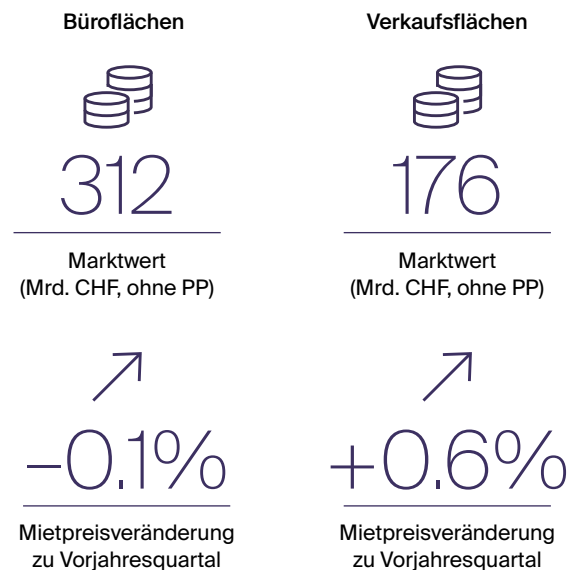 Büroflächen
312
Marktwert
(Mrd. CHF, ohne PP)
–0.1%
Mietpreisveränderung
zu Vorjahresquartal
Verkaufsflächen
176
Marktwert
(Mrd. CHF, ohne PP)
+0.6%
Mietpreisveränderung
zu Vorjahresquartal